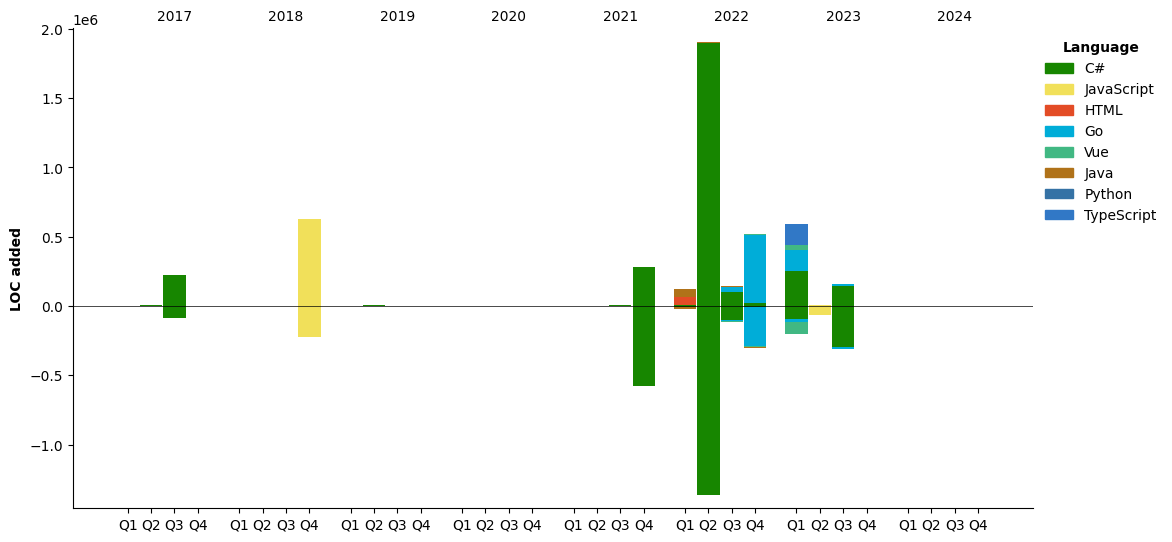 1e6
2017 2018 2019 2020 2021 2022 2023 2024
2.0
1.5
1.0
0.5
0.0
−0.5
−1.0
LOC added
Q1 Q2 Q3 Q4 Q1 Q2 Q3 Q4 Q1 Q2 Q3 Q4 Q1 Q2 Q3 Q4 Q1 Q2 Q3 Q4 Q1 Q2 Q3 Q4 Q1 Q2 Q3 Q4 Q1 Q2 Q3 Q4
Language
C#
JavaScript
HTML
Go
Vue
Java
Python
TypeScript